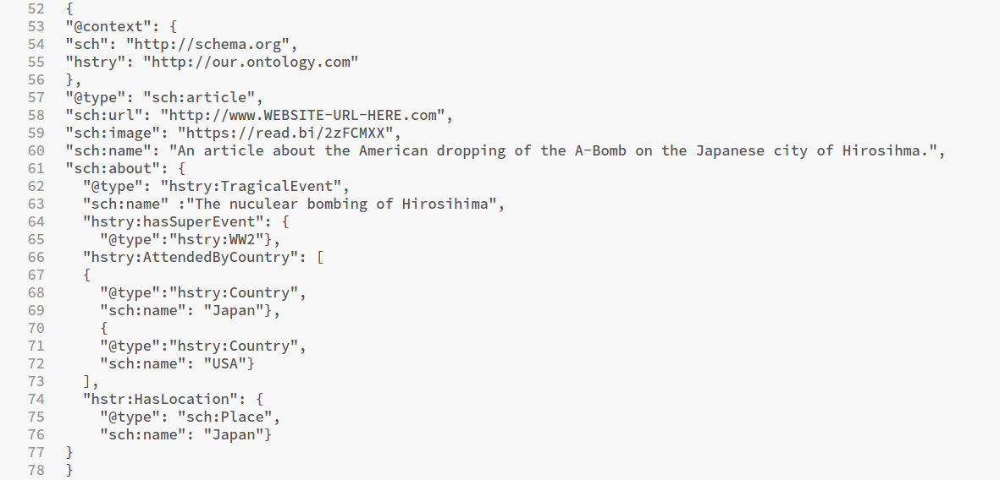 52 {
53 "@context": {
54 "sch": "http://schema.org",
55 "hstry": "http://our.ontology.com"
56 },
57 "@type": "sch:article",
58 "sch:url": "http://www.WEBSITE-URL-HERE.com",
59 "sch:image": "https://read.bi/2zFCMXX",
60 "sch:name": "An article about the American dropping of the A-Bomb on the Japanese city of Hirosihma.",
61 "sch:about": {
62 "@type": "hstry:TragicalEvent",
63 "sch:name" :"The nuculear bombing of Hirosihima",
64 "hstry:hasSuperEvent": {
65 "@type":"hstry:WW2"},
66 "hstry:AttendedByCountry": [
67 {
68 "@type":"hstry:Country",
69 "sch:name": "Japan"},
70 {
71 "@type":"hstry:Country",
72 "sch:name": "USA"}
73 ],
74 "hstr:HasLocation": {
75 "@type": "sch:Place",
76 "sch:name": "Japan"}
77 }
78 }